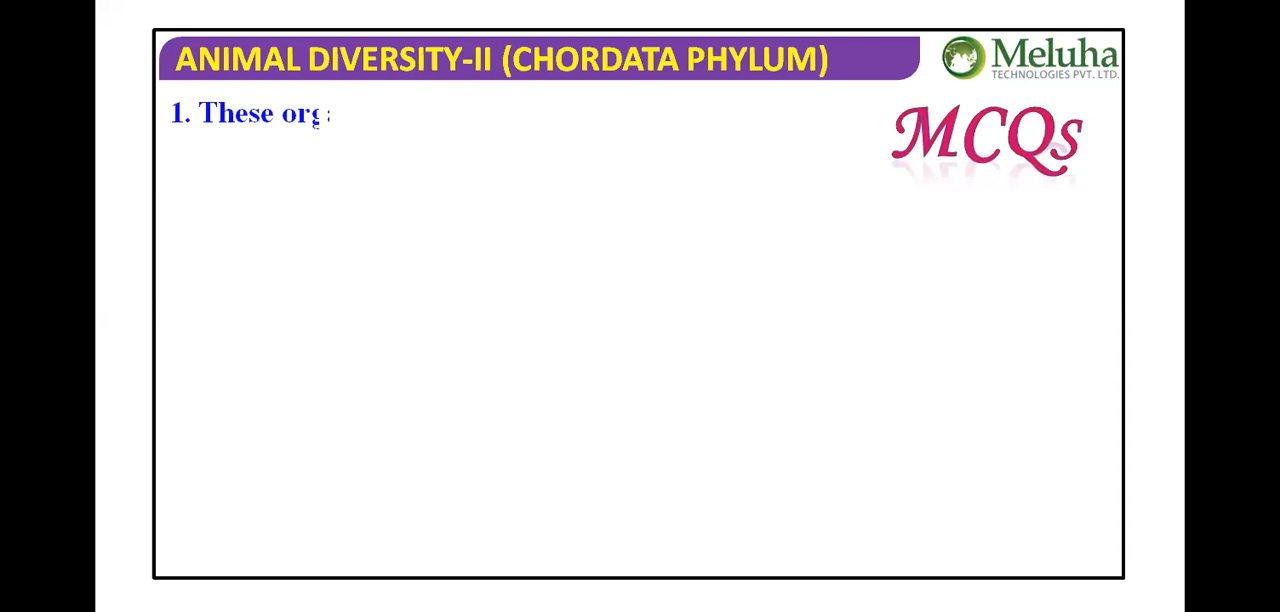 ANIMAL DIVERSITY-II (CHORDATA PHYLUM)
Meluha
TECHNOLOGIES PVT. LTD.
1. These
MCQs